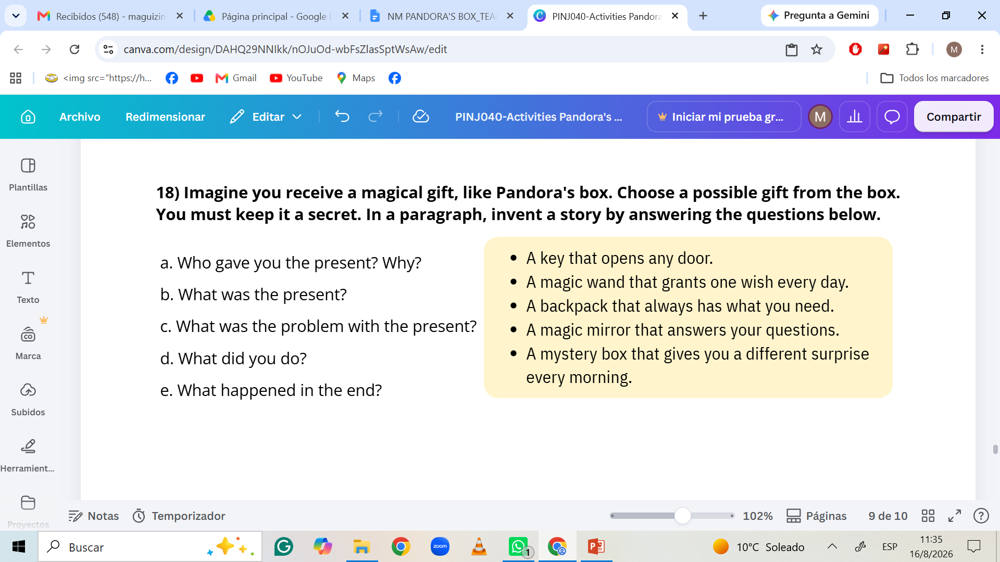 Recibidos (548) - maguizin
Página principal - Google
NM PANDORA'S BOX_TEA
PINJ040-Activities Pandora
Pregunta a Gemini
canva.com/design/DAHQ29NNIkk/nOJuOd-wbFsZlasSptWsAw/edit
M
<img src="https://h...
Gmail
YouTube
Maps
Todos los marcadores
Archivo
Redimensionar
Editar
PINJ040-Activities Pandora's ...
Iniciar mi prueba gr...
M
Compartir
Plantillas
Elementos
Texto
Marca
Subidos
Herramient...
Proyectos
18) Imagine you receive a magical gift, like Pandora's box. Choose a possible gift from the box.
You must keep it a secret. In a paragraph, invent a story by answering the questions below.
a. Who gave you the present? Why?
b. What was the present?
c. What was the problem with the present?
d. What did you do?
e. What happened in the end?
• A key that opens any door.
• A magic wand that grants one wish every day.
• A backpack that always has what you need.
• A magic mirror that answers your questions.
• A mystery box that gives you a different surprise
every morning.
Notas
Temporizador
102%
Páginas
9 de 10
Buscar
zoom
1
10°C Soleado
ESP
11:35
16/8/2026